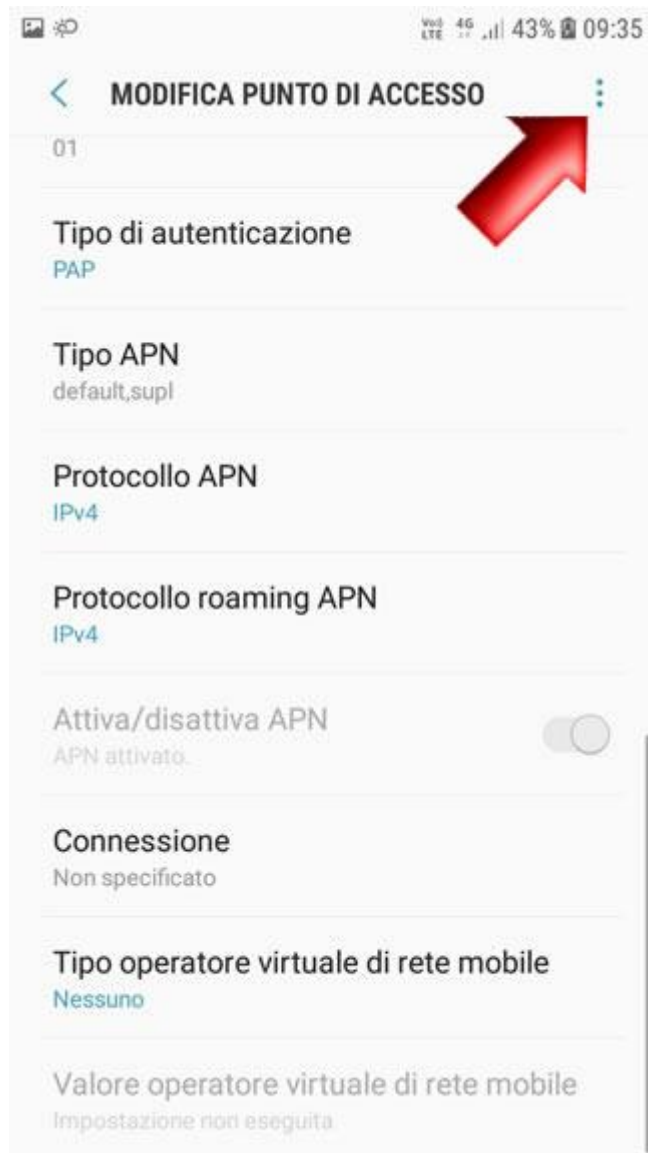 VoLTE 4G 43% 09:35
MODIFICA PUNTO DI ACCESSO
01
Tipo di autenticazione
PAP
Tipo APN
default,supl
Protocollo APN
IPv4
Protocollo roaming APN
IPv4
Attiva/disattiva APN
APN attivato.
Connessione
Non specificato
Tipo operatore virtuale di rete mobile
Nessuno
Valore operatore virtuale di rete mobile
Impostazione non eseguita.